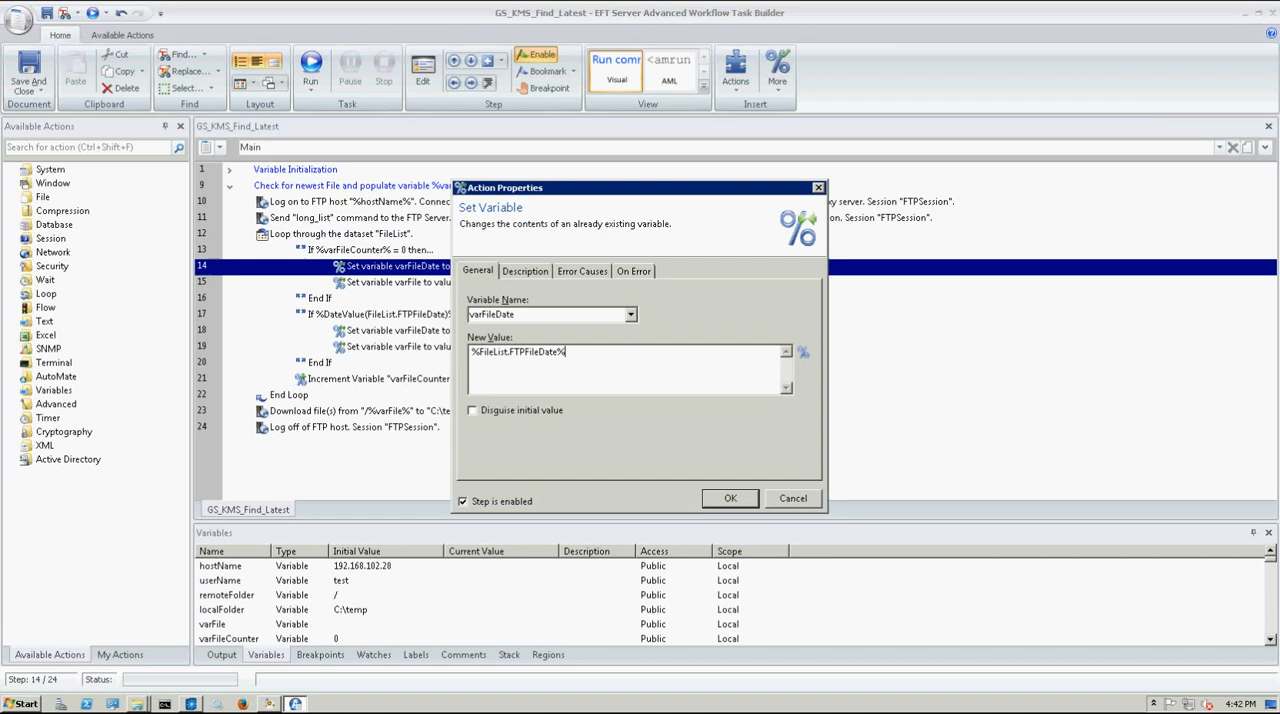 GS_KMS_Find_Latest - EFT Server Advanced Workflow Task Builder
Home
Available Actions
Save And Close
Document
Paste
Cut
Copy
Delete
Clipboard
Find...
Replace...
Select...
Find
Layout
Run
Pause
Stop
Task
Edit
Enable
Bookmark
Breakpoint
Step
Run comr
Visual
<amrun
AML
View
Actions
More
Insert
Available Actions
Search for action (Ctrl+Shift+F)
System
Window
File
Compression
Database
Session
Network
Security
Wait
Loop
Flow
Text
Excel
SNMP
Terminal
AutoMate
Variables
Advanced
Timer
Cryptography
XML
Active Directory
Available Actions
My Actions
GS_KMS_Find_Latest
Main
1 Variable Initialization
9 Check for newest File and populate variable %va
10 Log on to FTP host "%hostName%". Connec
xy server. Session "FTPSession".
11 Send "long_list" command to the FTP Server.
on, Session "FTPSession".
12 Loop through the dataset "FileList".
13 If %varFileCounter% = 0 then...
14 Set variable varFileDate to
15 Set variable varFile to valu
16 End If
17 If %DateValue(FileList.FTPFileDate)%
18 Set variable varFileDate to
19 Set variable varFile to valu
20 End If
21 Increment Variable "varFileCounter
22 End Loop
23 Download file(s) from "/%varFile%" to "C:\te
24 Log off of FTP host. Session "FTPSession".
Action Properties
Set Variable
Changes the contents of an already existing variable.
General
Description
Error Causes
On Error
Variable Name:
varFileDate
New Value:
%FileList.FTPFileDate%
Disguise initial value
Step is enabled
OK
Cancel
GS_KMS_Find_Latest
Variables
Name Type Initial Value Current Value Description Access Scope
hostName Variable 192.168.102.28 Public Local
userName Variable test Public Local
remoteFolder Variable / Public Local
localFolder Variable C:\temp Public Local
varFile Variable Public Local
varFileCounter Variable 0 Public Local
Output Variables Breakpoints Watches Labels Comments Stack Regions
Step: 14 / 24 Status:
Start
4:42 PM